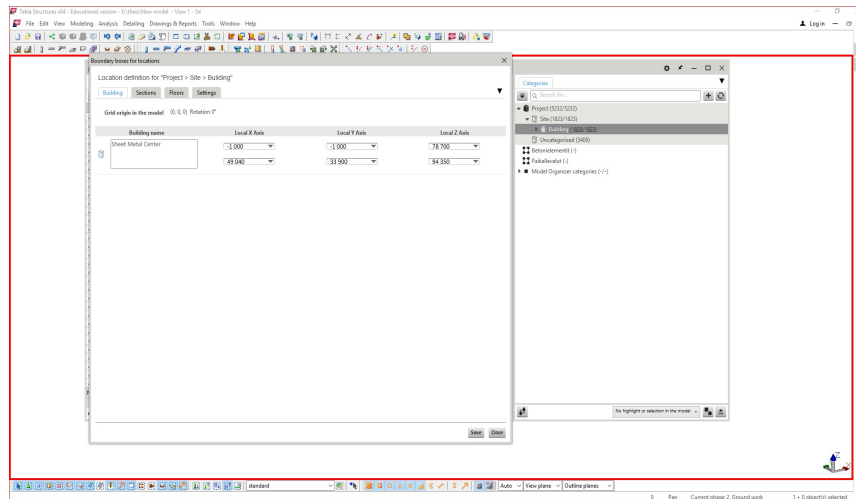 Tekla Structures x64 - Educational version - E:\thesis\New model - View 1 - 3d
File Edit View Modeling Analysis Detailing Drawings & Reports Tools Window Help
Log in
Boundary boxes for locations
Location definition for "Project > Site > Building"
Building Sections Floors Settings
Grid origin in the model (0, 0, 0) Rotation 0°
Building name Local X Axis Local Y Axis Local Z Axis
Sheet Metal Center -1 000 -1 000 78 700
49 040 33 900 94 350
Save Close
Categories
Search for...
Project (5232/5232)
Site (1823/1823)
Building (1823/1823)
Uncategorised (3409)
Betonielementit (-)
Paikallavalut (-)
Model Organizer categories (-/-)
No highlight or selection in the model
Z
X
standard Auto View plane Outline planes
0 Pan Current phase: 2, Ground work 1 + 0 object(s) selected